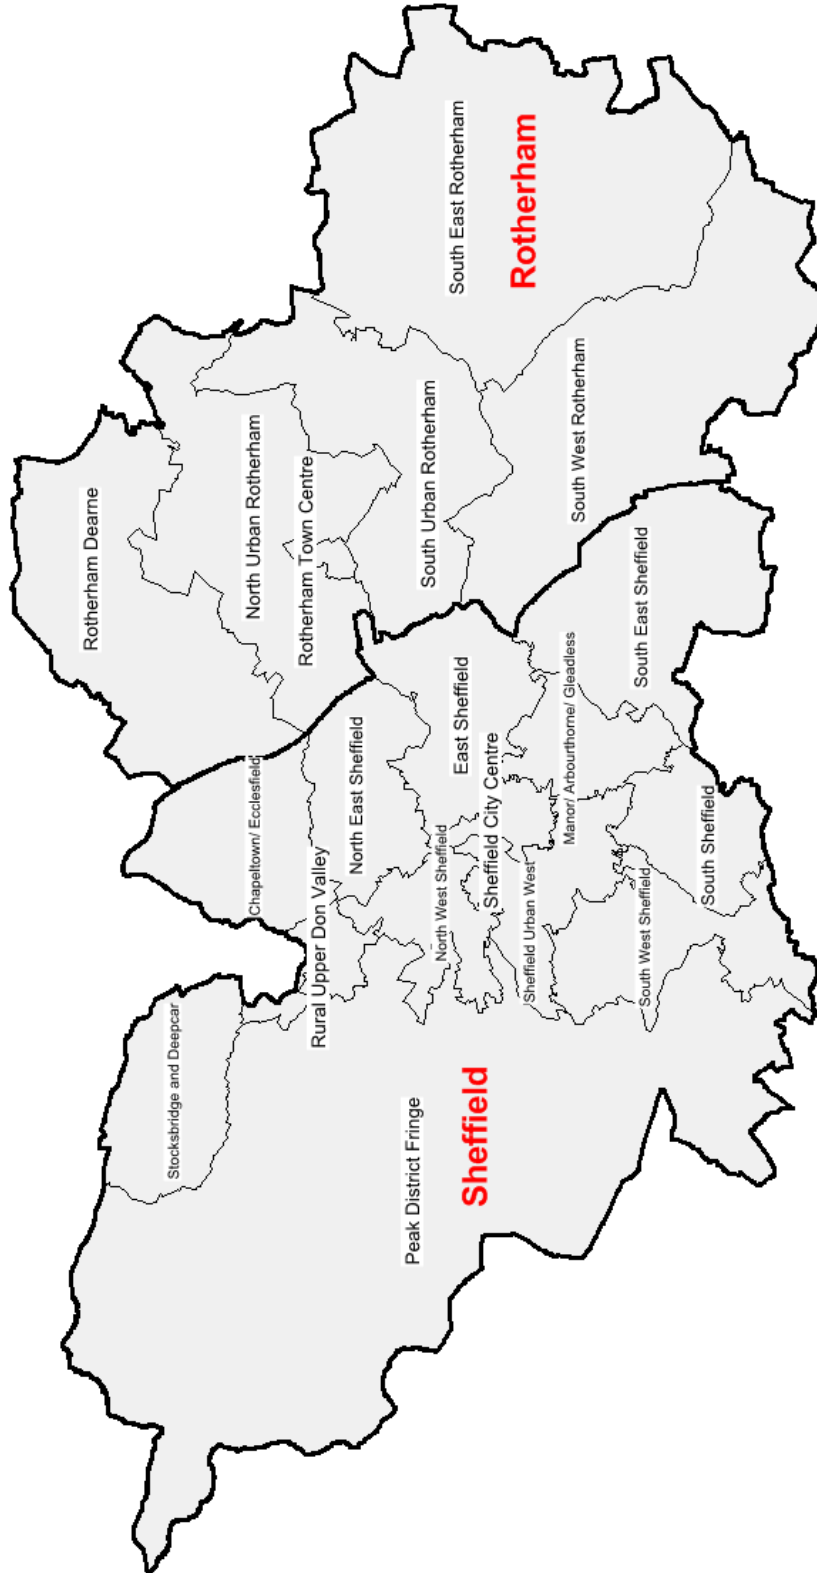 Rotherham Dearne
Stocksbridge and Deepcar
Chapeltown/ Ecclesfield
North Urban Rotherham
Rotherham Town Centre
Rural Upper Don Valley
North East Sheffield
South East Rotherham
South Urban Rotherham
Peak District Fringe
North West Sheffield
East Sheffield
Rotherham
Sheffield
Sheffield City Centre
Sheffield Urban West
Manor/ Arbourthorne/ Gleadless
South West Rotherham
South West Sheffield
South East Sheffield
South Sheffield